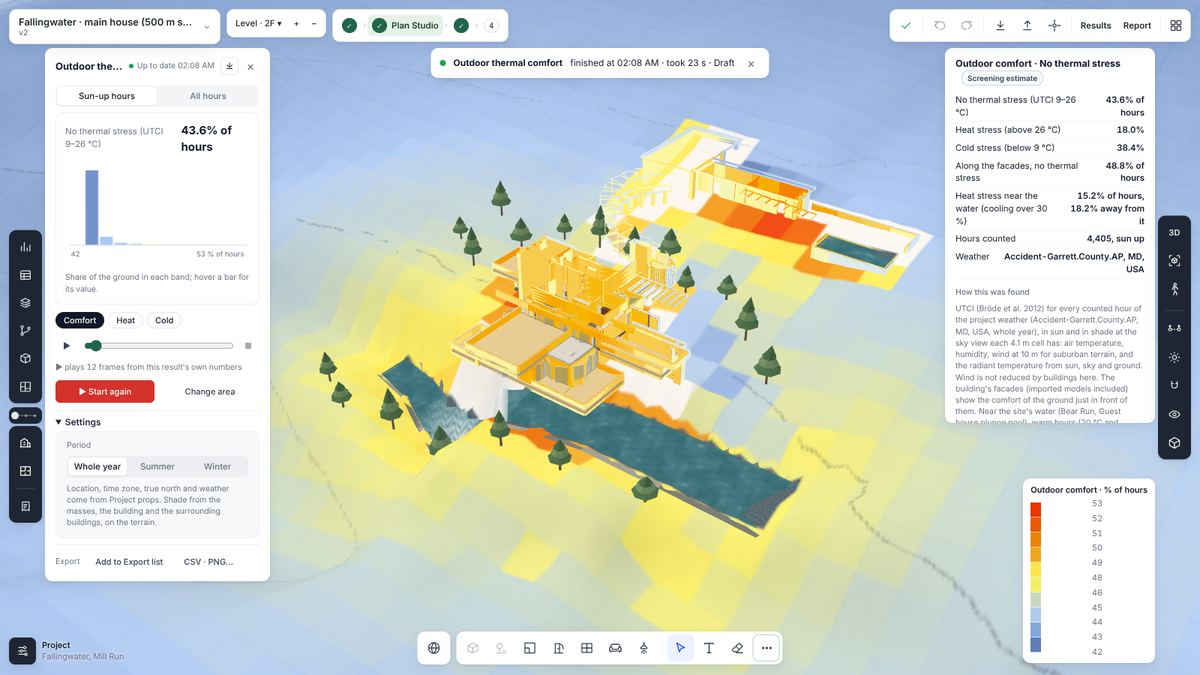 Fallingwater · main house (500 m s...
v2
Level · 2F
+
−
Plan Studio
4
Results
Report
Outdoor the...
Up to date 02:08 AM
Sun-up hours
All hours
No thermal stress (UTCI
9–26 °C)
43.6% of
hours
42
53 % of hours
Share of the ground in each band; hover a bar for
its value.
Comfort
Heat
Cold
▶ plays 12 frames from this result's own numbers
▶ Start again
Change area
▼ Settings
Period
Whole year
Summer
Winter
Location, time zone, true north and weather
come from Project props. Shade from the
masses, the building and the surrounding
buildings, on the terrain.
Export
Add to Export list
CSV · PNG...
Outdoor thermal comfort finished at 02:08 AM · took 23 s · Draft
Outdoor comfort · No thermal stress
Screening estimate
No thermal stress (UTCI 9–26
°C)
43.6% of
hours
Heat stress (above 26 °C)
18.0%
Cold stress (below 9 °C)
38.4%
Along the facades, no thermal
stress
48.8% of
hours
Heat stress near the
water (cooling over 30
%)
15.2% of hours,
18.2% away from
it
Hours counted
4,405, sun up
Weather
Accident-Garrett.County.AP, MD,
USA
How this was found
UTCI (Bröde et al. 2012) for every counted hour of
the project weather (Accident-Garrett.County.AP,
MD, USA, whole year), in sun and in shade at the
sky view each 4.1 m cell has: air temperature,
humidity, wind at 10 m for suburban terrain, and
the radiant temperature from sun, sky and ground.
Wind is not reduced by buildings here. The
building's facades (imported models included)
show the comfort of the ground just in front of
them. Near the site's water (Bear Run, Guest
house plunge pool), warm hours (20 °C and
3D
Outdoor comfort · % of hours
53
52
51
50
49
48
46
45
44
43
42
Project
Fallingwater, Mill Run